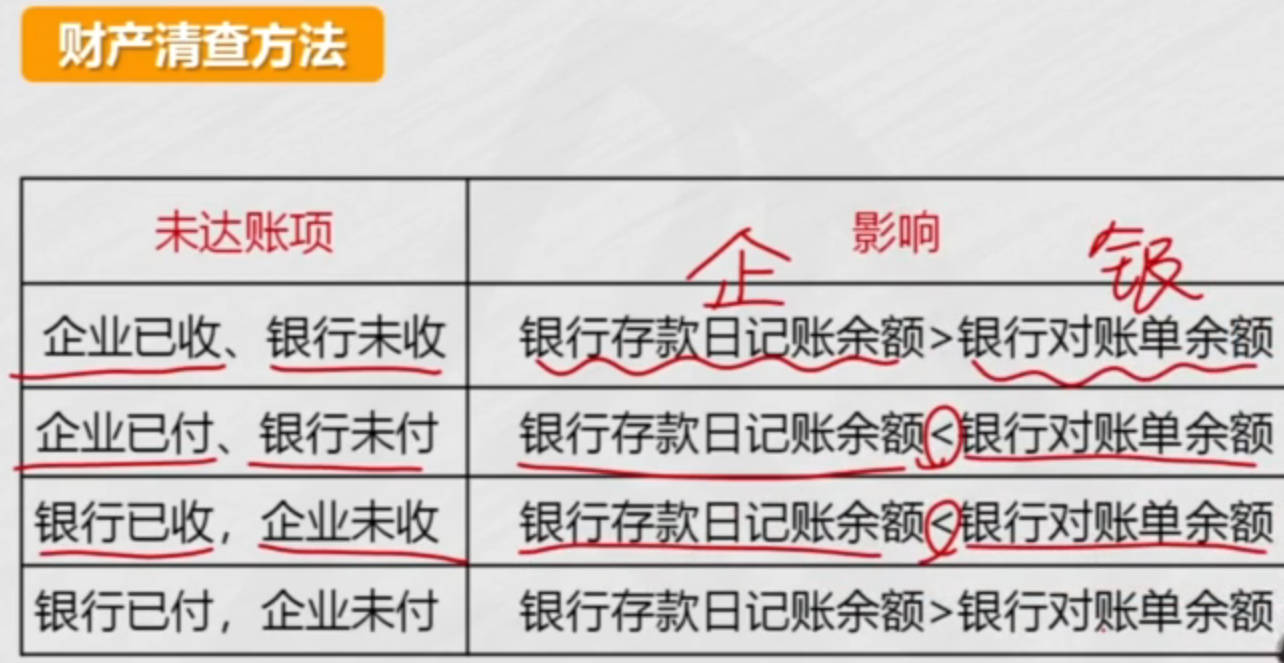 财产清查方法
未达账项 影响
企 银
企业已收、银行未收 银行存款日记账余额>银行对账单余额
企业已付、银行未付 银行存款日记账余额<银行对账单余额
银行已收，企业未收 银行存款日记账余额<银行对账单余额
银行已付，企业未付 银行存款日记账余额>银行对账单余额